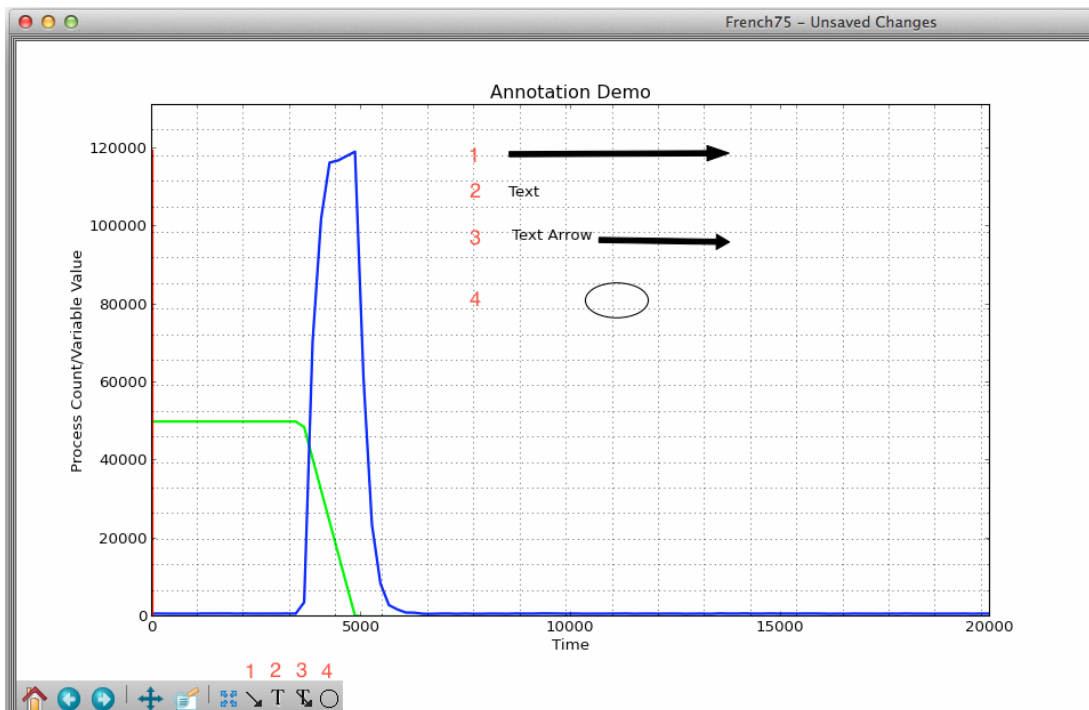 French75 – Unsaved Changes
Annotation Demo
120000
100000
80000
60000
40000
20000
0
Process Count/Variable Value
1
2 Text
3 Text Arrow
4
0 5000 10000 15000 20000
Time
1 2 3 4
T T